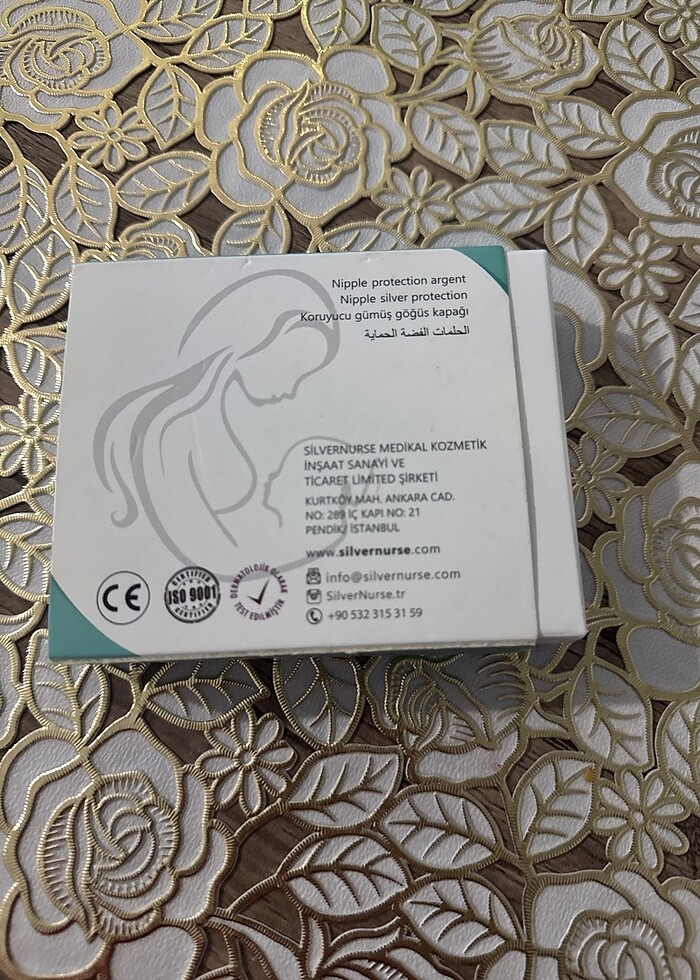 Nipple protection argent
Nipple silver protection
Koruyucu gümüş göğüs kapağı
الحلمات الفضة الحماية
SİLVERNURSE MEDİKAL KOZMETİK
İNŞAAT SANAYİ VE
TİCARET LİMİTED ŞİRKETİ
KURTKÖY MAH. ANKARA CAD.
NO: 289 İÇ KAPI NO: 21
PENDİK/ İSTANBUL
www.silvernurse.com
info@silvernurse.com
SilverNurse.tr
+90 532 315 31 59
CE
CERTIFIED
ISO 9001
CERTIFIED
DERMATOLOJİK OLARAK
TEST EDİLMİŞTİR